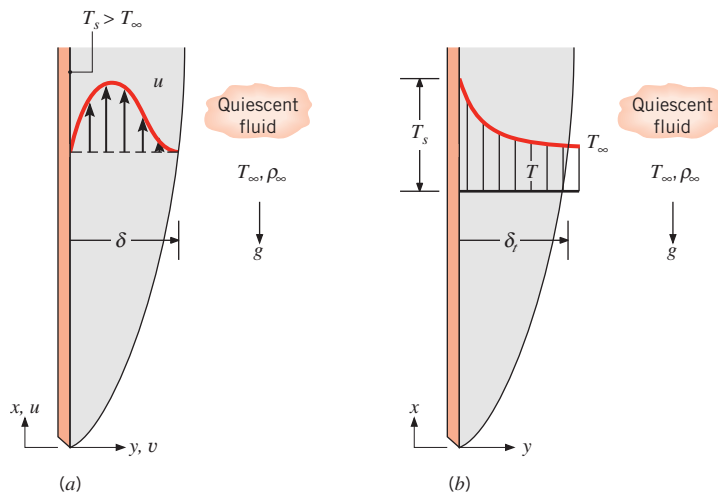 T_s > T_∞
u
Quiescent
fluid
T_∞, ρ_∞
g
δ
x, u
y, v
(a)
T_s
T
T_∞
Quiescent
fluid
T_∞, ρ_∞
g
δ_t
x
y
(b)